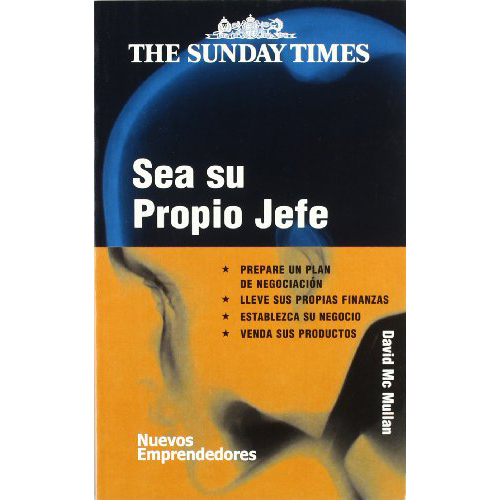 THE SUNDAY TIMES
Sea su
Propio Jefe
★ PREPARE UN PLAN
DE NEGOCIACIÓN
★ LLEVE SUS PROPIAS FINANZAS
★ ESTABLEZCA SU NEGOCIO
★ VENDA SUS PRODUCTOS
David Mc Mullan
Nuevos
Emprendedores